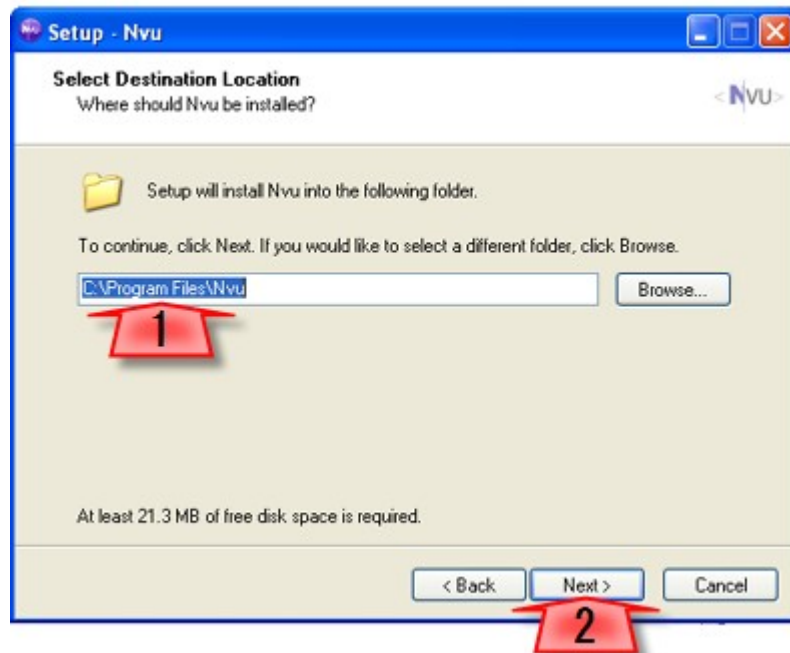 Setup - Nvu
Select Destination Location
Where should Nvu be installed?
<NVU>
Setup will install Nvu into the following folder.
To continue, click Next. If you would like to select a different folder, click Browse.
C:\Program Files\Nvu
Browse...
1
At least 21.3 MB of free disk space is required.
< Back Next > Cancel
2